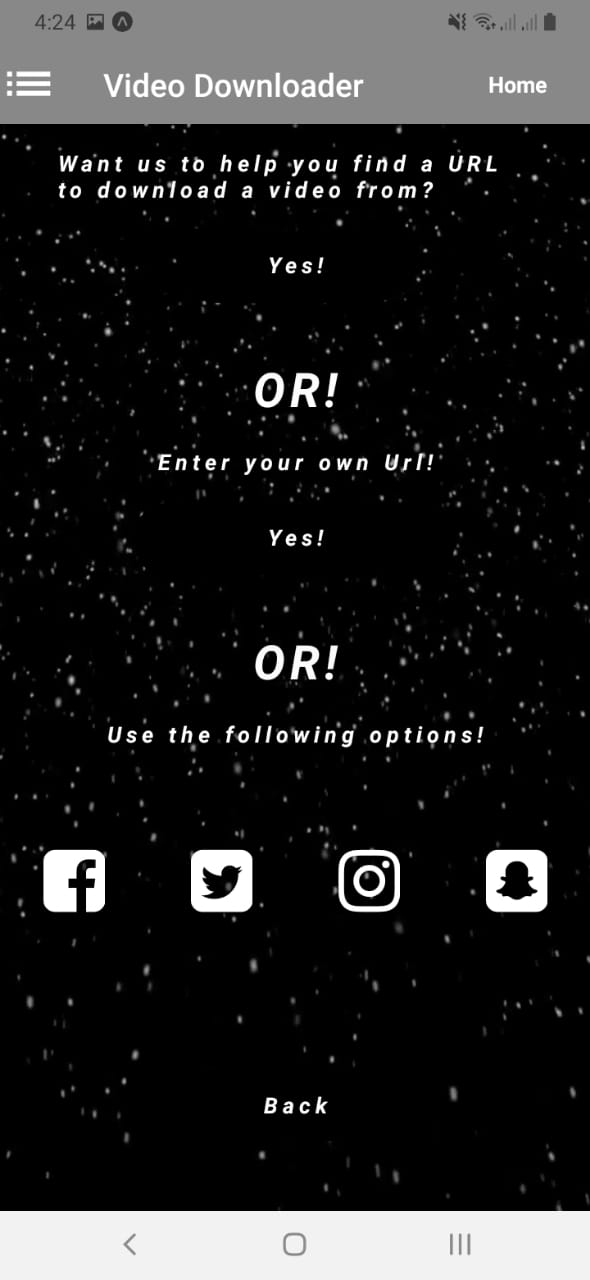 4:24
Video Downloader
Home
Want us to help you find a URL
to download a video from?
Yes!
OR!
Enter your own Url!
Yes!
OR!
Use the following options!
Back